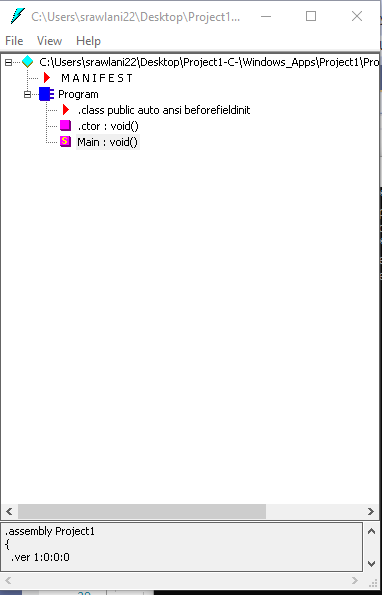 C:\Users\srawlani22\Desktop\Project1...
File View Help
C:\Users\srawlani22\Desktop\Project1-C-\Windows_Apps\Project1\Pro
M A N I F E S T
Program
.class public auto ansi beforefieldinit
.ctor : void()
S Main : void()
.assembly Project1
{
.ver 1:0:0:0